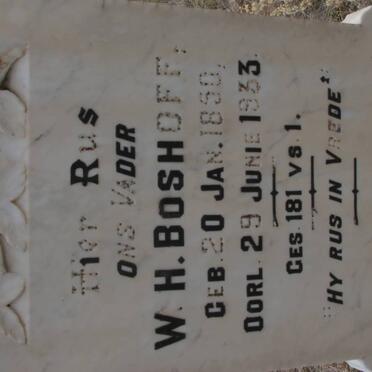 Hier Rus
ONS VADER
W. H. BOSHOFF.
GEB. 20 JAN. 1850.
OORL. 29 JUNIE 1933.
GES. 181 VS. 1.
"HY RUS IN VREDE"